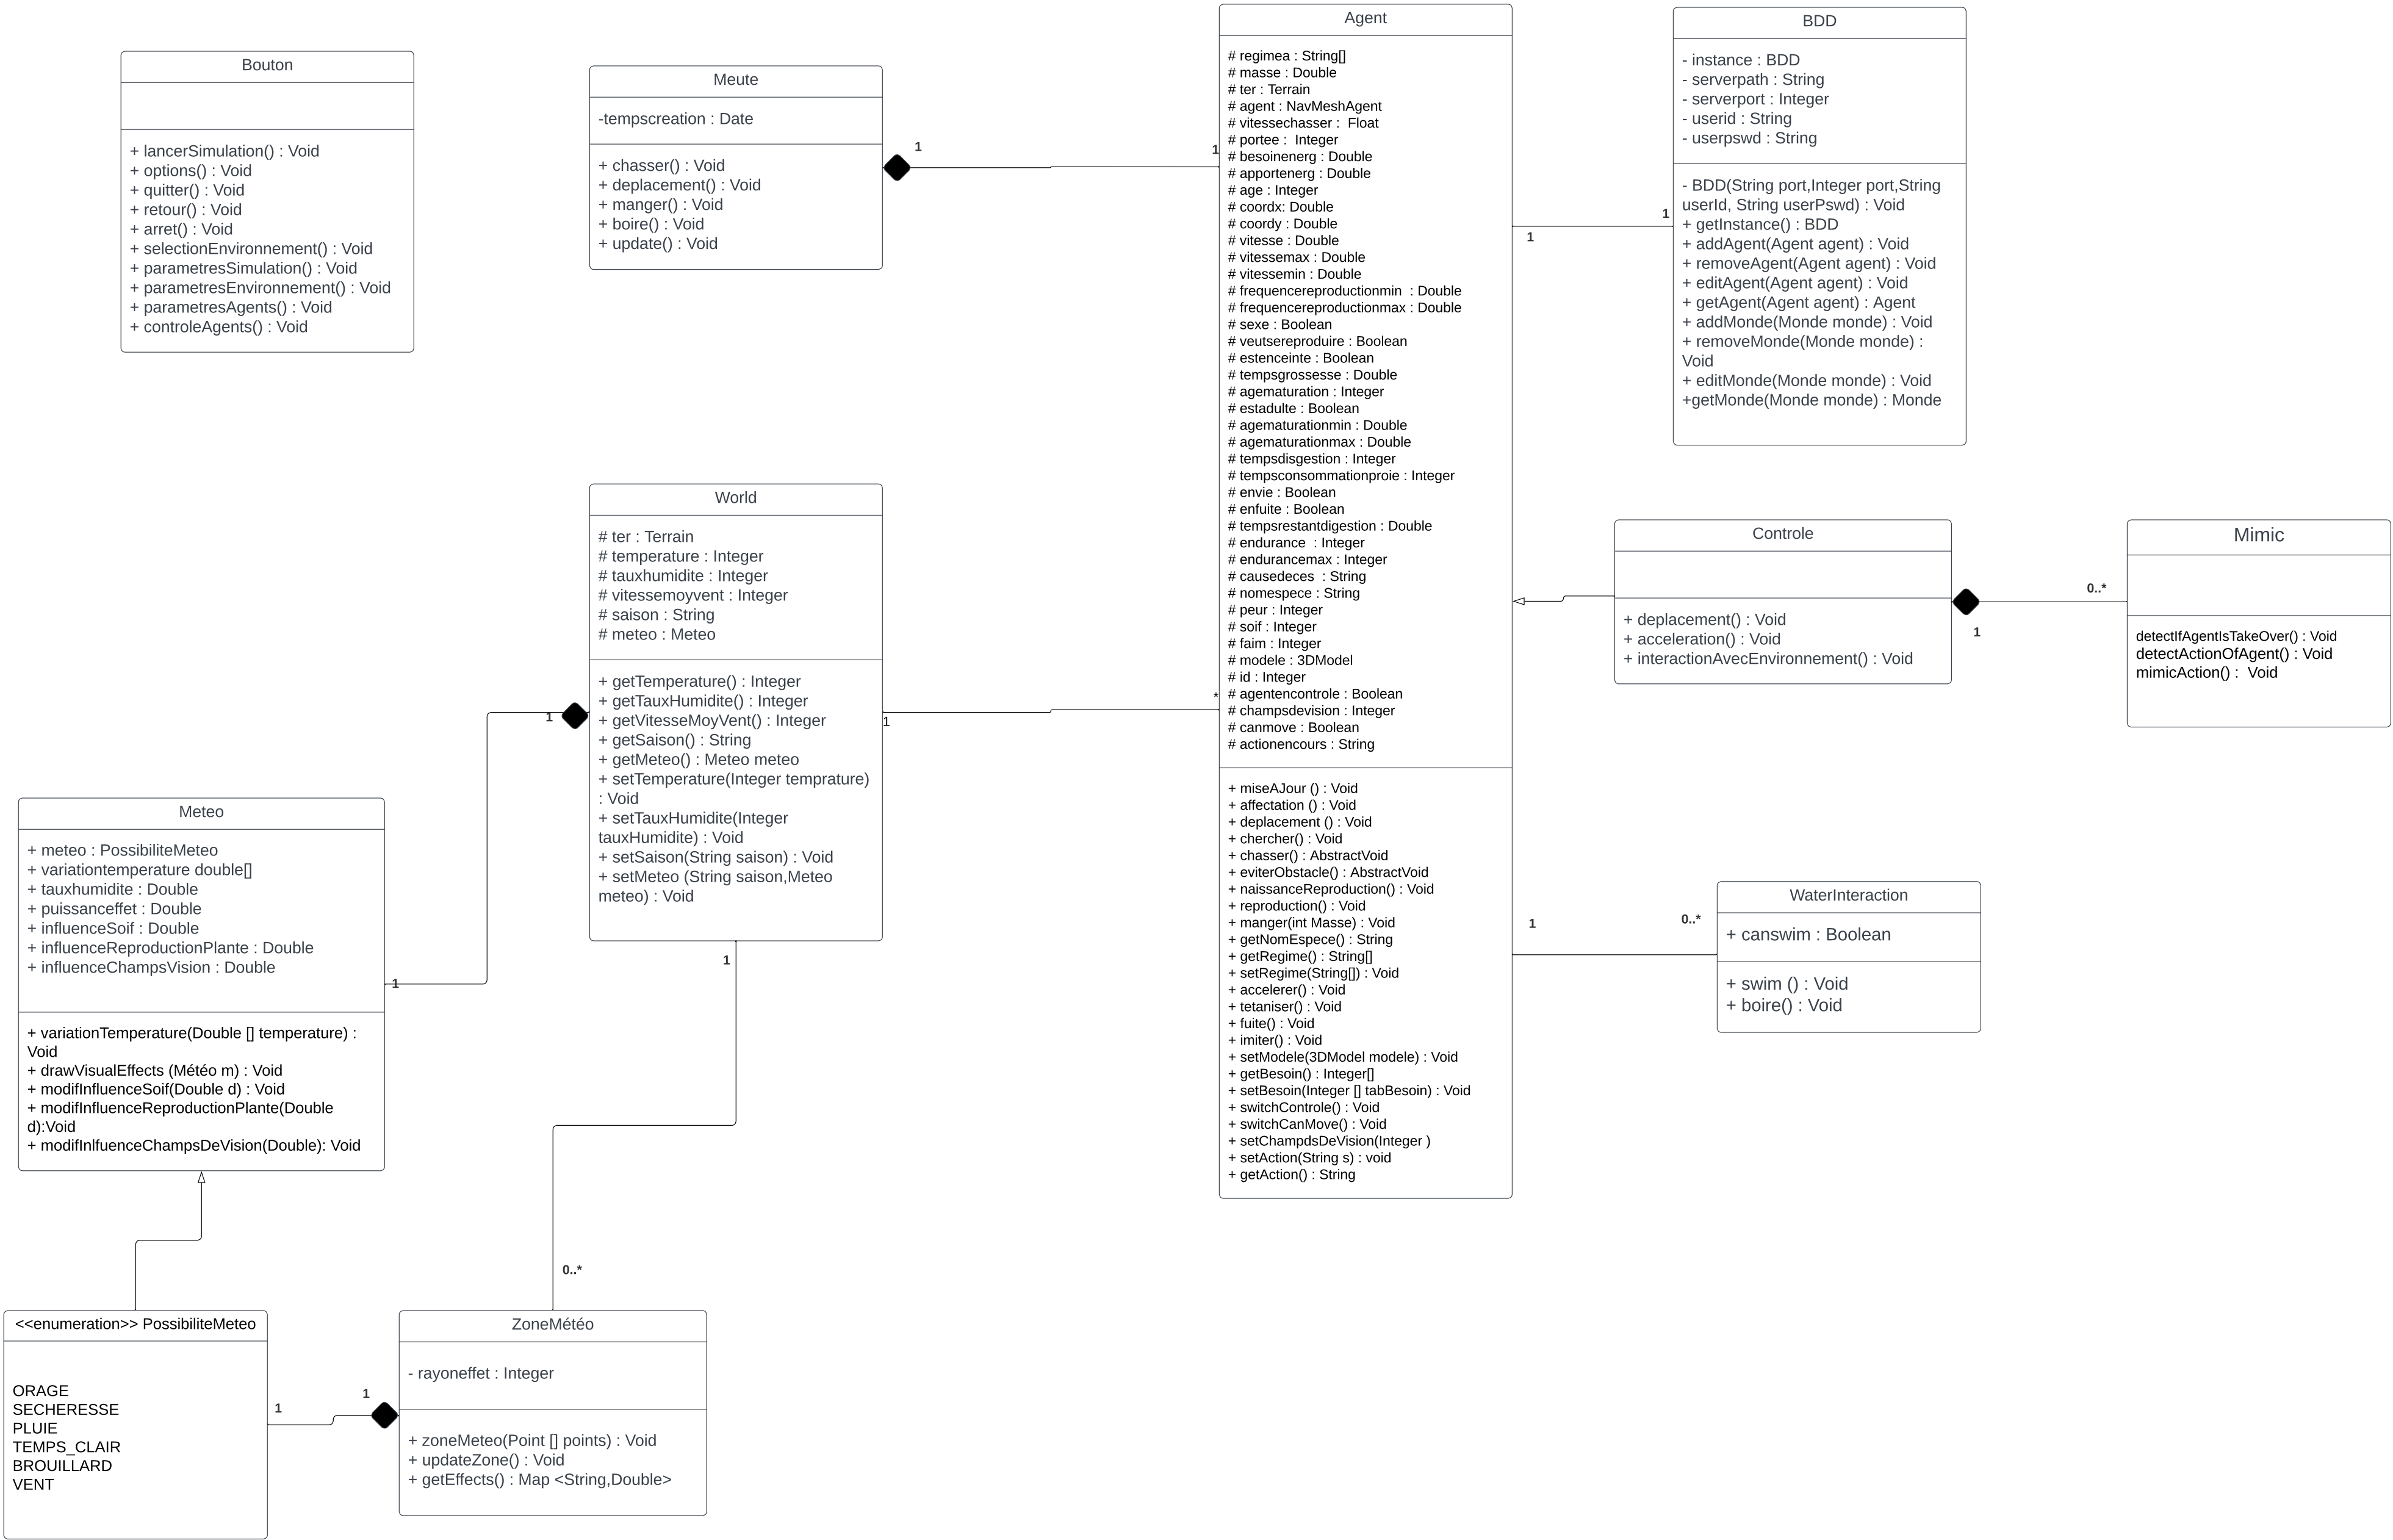 Bouton
+ lancerSimulation() : Void
+ options() : Void
+ quitter() : Void
+ retour() : Void
+ arret() : Void
+ selectionEnvironnement() : Void
+ parametresSimulation() : Void
+ parametresEnvironnement() : Void
+ parametresAgents() : Void
+ controleAgents() : Void
Meute
-tempscreation : Date
+ chasser() : Void
+ deplacement() : Void
+ manger() : Void
+ boire() : Void
+ update() : Void
1
1
Agent
# regimea : String[]
# masse : Double
# ter : Terrain
# agent : NavMeshAgent
# vitessechasser :  Float
# portee :  Integer
# besoinenerg : Double
# apportenerg : Double
# age : Integer
# coordx: Double
# coordy : Double
# vitesse : Double
# vitessemax : Double
# vitessemin : Double
# frequencereproductionmin  : Double
# frequencereproductionmax : Double
# sexe : Boolean
# veutsereproduire : Boolean
# estenceinte : Boolean
# tempsgrossesse : Double
# agematuration : Integer
# estadulte : Boolean
# agematurationmin : Double
# agematurationmax : Double
# tempsdisgestion : Integer
# tempsconsommationproie : Integer
# envie : Boolean
# enfuite : Boolean
# tempsrestantdigestion : Double
# endurance  : Integer
# endurancemax : Integer
# causedeces  : String
# nomespece : String
# peur : Integer
# soif : Integer
# faim : Integer
# modele : 3DModel
# id : Integer
# agentencontrole : Boolean
# champsdevision : Integer
# canmove : Boolean
# actionencours : String
+ miseAJour () : Void
+ affectation () : Void
+ deplacement () : Void
+ chercher() : Void
+ chasser() : AbstractVoid
+ eviterObstacle() : AbstractVoid
+ naissanceReproduction() : Void
+ reproduction() : Void
+ manger(int Masse) : Void
+ getNomEspece() : String
+ getRegime() : String[]
+ setRegime(String[]) : Void
+ accelerer() : Void
+ tetaniser() : Void
+ fuite() : Void
+ imiter() : Void
+ setModele(3DModel modele) : Void
+ getBesoin() : Integer[]
+ setBesoin(Integer [] tabBesoin) : Void
+ switchControle() : Void
+ switchCanMove() : Void
+ setChampdsDeVision(Integer )
+ setAction(String s) : void
+ getAction() : String
1
1
BDD
- instance : BDD
- serverpath : String
- serverport : Integer
- userid : String
- userpswd : String
- BDD(String port,Integer port,String
userId, String userPswd) : Void
+ getInstance() : BDD
+ addAgent(Agent agent) : Void
+ removeAgent(Agent agent) : Void
+ editAgent(Agent agent) : Void
+ getAgent(Agent agent) : Agent
+ addMonde(Monde monde) : Void
+ removeMonde(Monde monde) :
Void
+ editMonde(Monde monde) : Void
+getMonde(Monde monde) : Monde
World
# ter : Terrain
# temperature : Integer
# tauxhumidite : Integer
# vitessemoyvent : Integer
# saison : String
# meteo : Meteo
+ getTemperature() : Integer
+ getTauxHumidite() : Integer
+ getVitesseMoyVent() : Integer
+ getSaison() : String
+ getMeteo() : Meteo meteo
+ setTemperature(Integer temprature)
: Void
+ setTauxHumidite(Integer
tauxHumidite) : Void
+ setSaison(String saison) : Void
+ setMeteo (String saison,Meteo
meteo) : Void
1
*
1
Controle
+ deplacement() : Void
+ acceleration() : Void
+ interactionAvecEnvironnement() : Void
1
0..*
Mimic
detectIfAgentIsTakeOver() : Void
detectActionOfAgent() : Void
mimicAction() :  Void
Meteo
+ meteo : PossibiliteMeteo
+ variationtemperature double[]
+ tauxhumidite : Double
+ puissanceffet : Double
+ influenceSoif : Double
+ influenceReproductionPlante : Double
+ influenceChampsVision : Double
+ variationTemperature(Double [] temperature) :
Void
+ drawVisualEffects (Météo m) : Void
+ modifInfluenceSoif(Double d) : Void
+ modifInfluenceReproductionPlante(Double
d):Void
+ modifInlfuenceChampsDeVision(Double): Void
1
1
0..*
WaterInteraction
+ canswim : Boolean
+ swim () : Void
+ boire() : Void
1
0..*
<<enumeration>> PossibiliteMeteo
ORAGE
SECHERESSE
PLUIE
TEMPS_CLAIR
BROUILLARD
VENT
1
1
ZoneMétéo
- rayoneffet : Integer
+ zoneMeteo(Point [] points) : Void
+ updateZone() : Void
+ getEffects() : Map <String,Double>